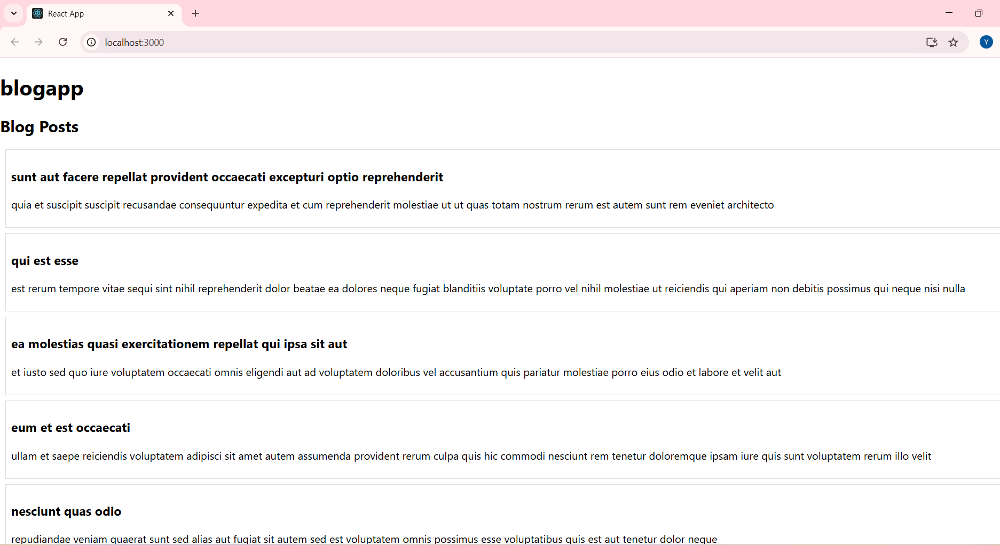 React App
localhost:3000
Y
blogapp
Blog Posts
sunt aut facere repellat provident occaecati excepturi optio reprehenderit
quia et suscipit suscipit recusandae consequuntur expedita et cum reprehenderit molestiae ut ut quas totam nostrum rerum est autem sunt rem eveniet architecto
qui est esse
est rerum tempore vitae sequi sint nihil reprehenderit dolor beatae ea dolores neque fugiat blanditiis voluptate porro vel nihil molestiae ut reiciendis qui aperiam non debitis possimus qui neque nisi nulla
ea molestias quasi exercitationem repellat qui ipsa sit aut
et iusto sed quo iure voluptatem occaecati omnis eligendi aut ad voluptatem doloribus vel accusantium quis pariatur molestiae porro eius odio et labore et velit aut
eum et est occaecati
ullam et saepe reiciendis voluptatem adipisci sit amet autem assumenda provident rerum culpa quis hic commodi nesciunt rem tenetur doloremque ipsam iure quis sunt voluptatem rerum illo velit
nesciunt quas odio
repudiandae veniam quaerat sunt sed alias aut fugiat sit autem sed est voluptatem omnis possimus esse voluptatibus quis est aut tenetur dolor neque